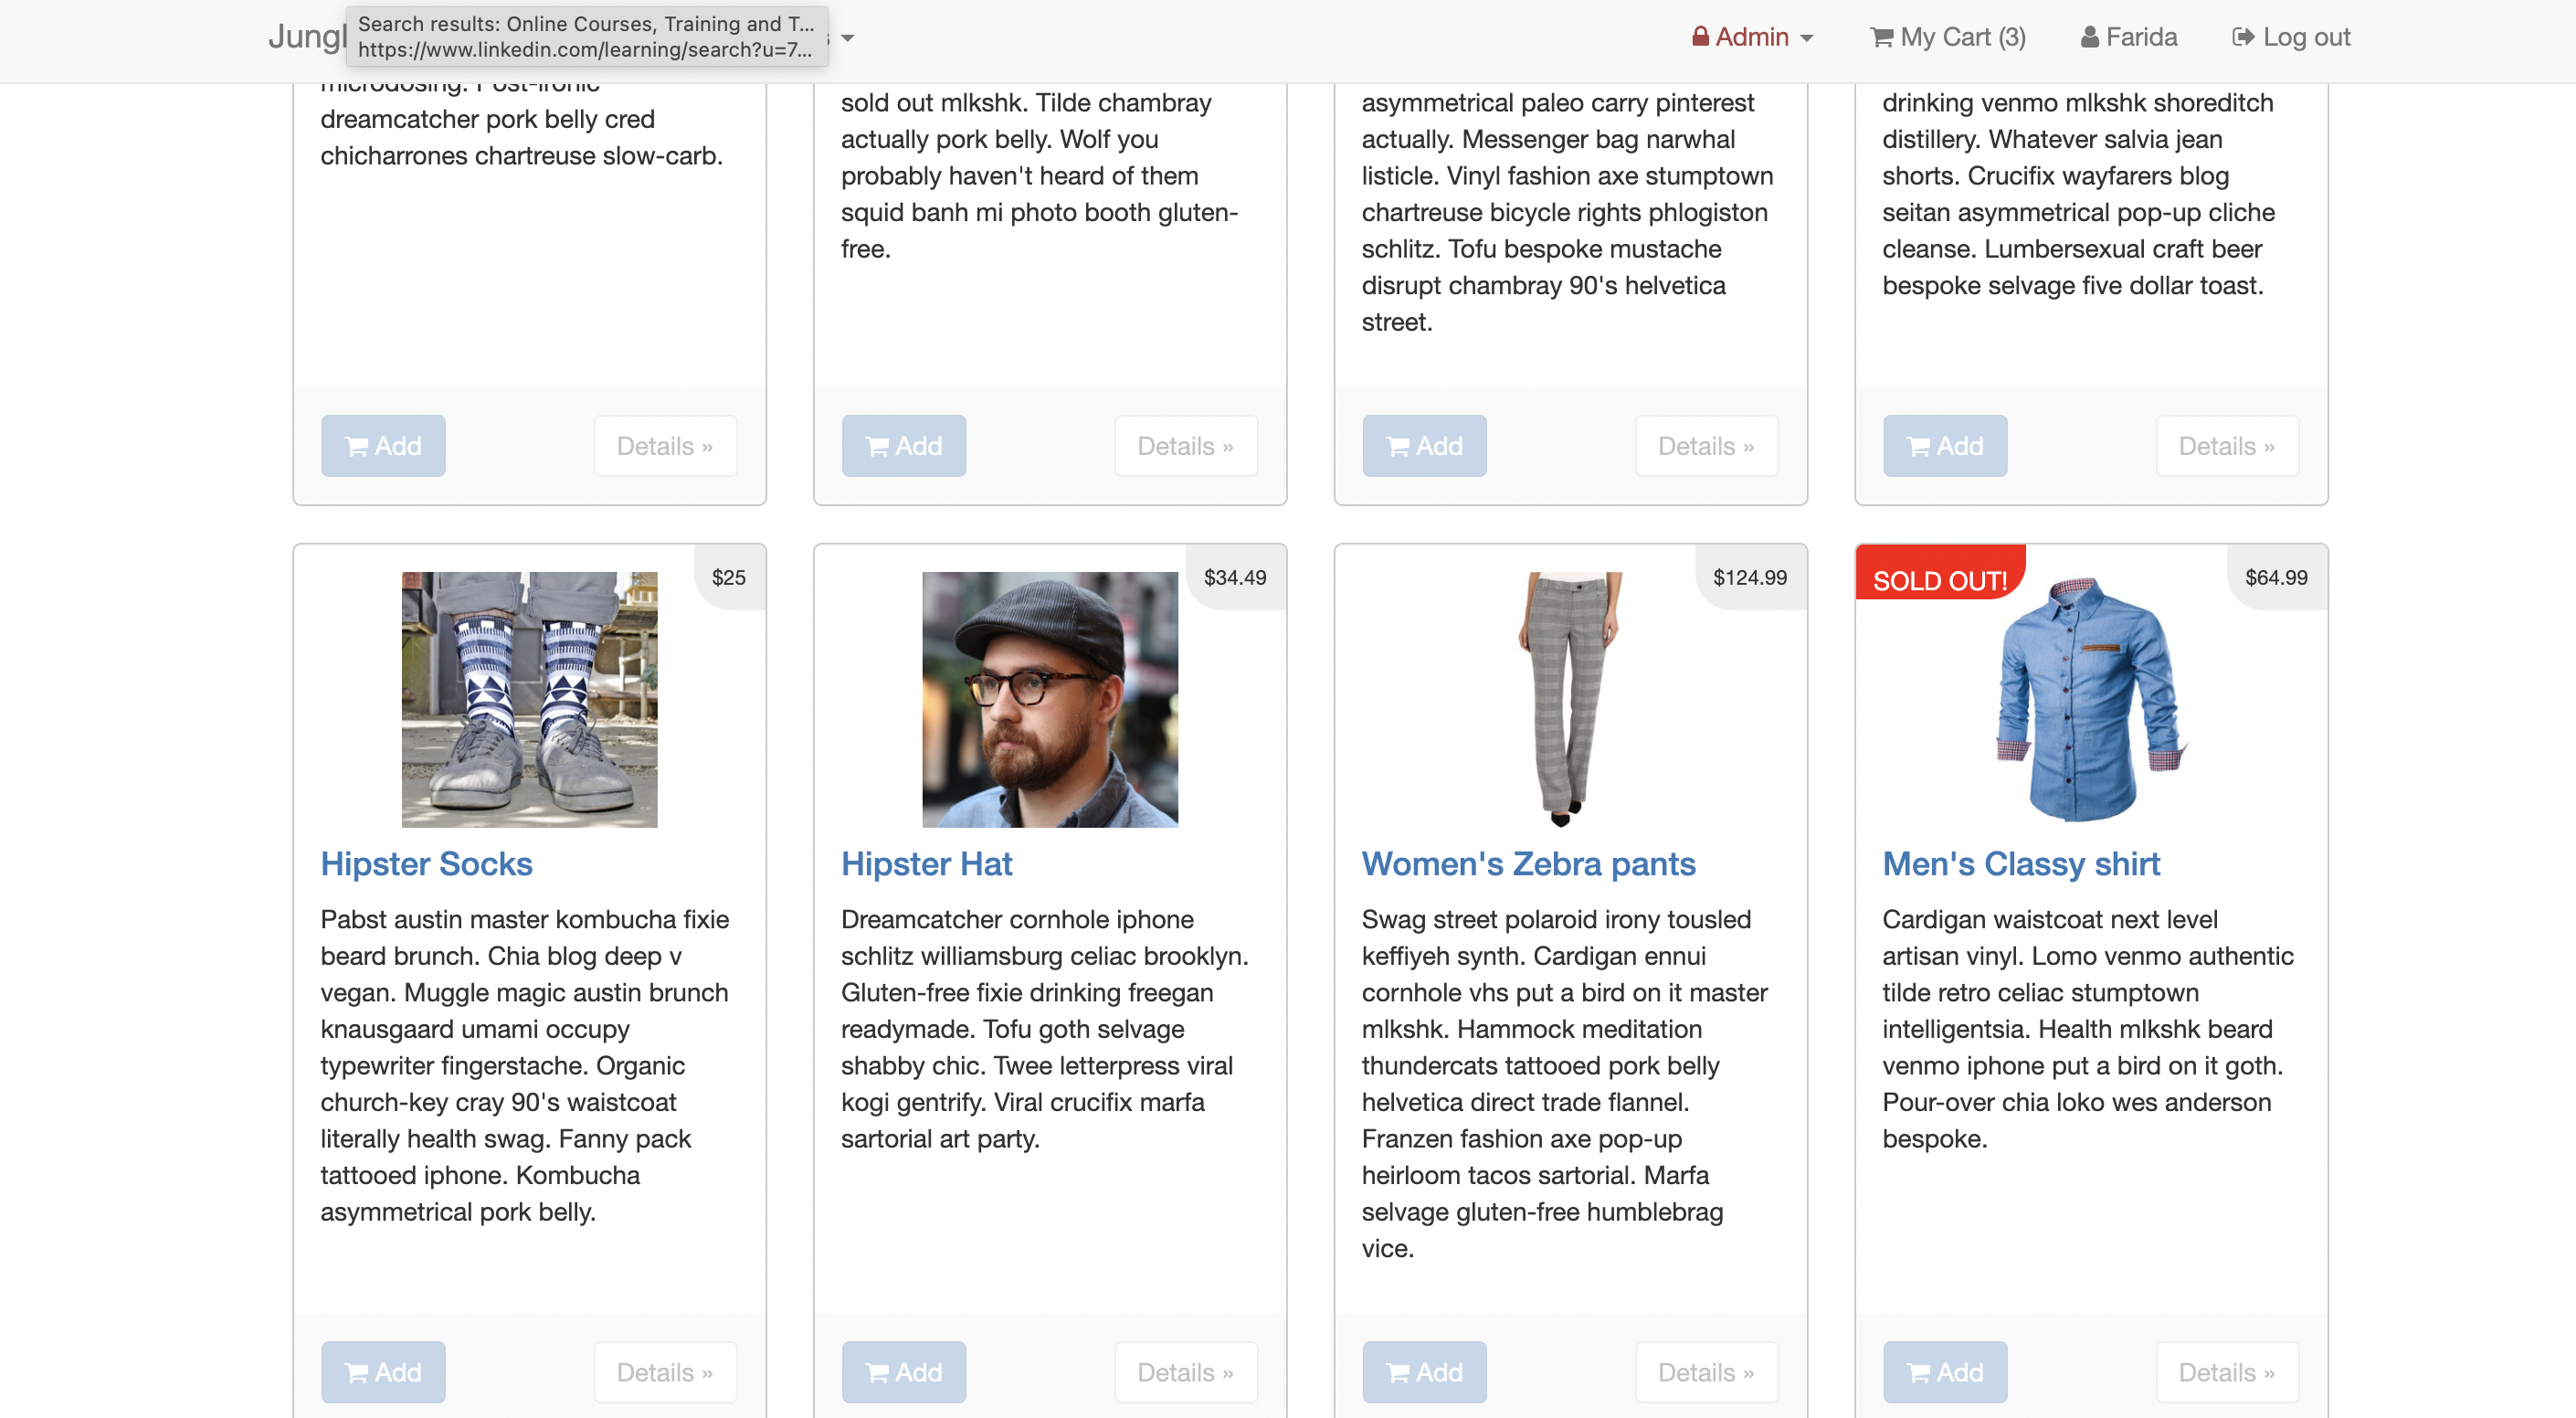 Jungl
Search results: Online Courses, Training and T...
https://www.linkedin.com/learning/search?u=7...
Admin
My Cart (3)
Farida
Log out
microdosing. Post-ironic
dreamcatcher pork belly cred
chicharrones chartreuse slow-carb.
Add
Details »
sold out mlkshk. Tilde chambray
actually pork belly. Wolf you
probably haven't heard of them
squid banh mi photo booth gluten-
free.
Add
Details »
asymmetrical paleo carry pinterest
actually. Messenger bag narwhal
listicle. Vinyl fashion axe stumptown
chartreuse bicycle rights phlogiston
schlitz. Tofu bespoke mustache
disrupt chambray 90's helvetica
street.
Add
Details »
drinking venmo mlkshk shoreditch
distillery. Whatever salvia jean
shorts. Crucifix wayfarers blog
seitan asymmetrical pop-up cliche
cleanse. Lumbersexual craft beer
bespoke selvage five dollar toast.
Add
Details »
$25
Hipster Socks
Pabst austin master kombucha fixie
beard brunch. Chia blog deep v
vegan. Muggle magic austin brunch
knausgaard umami occupy
typewriter fingerstache. Organic
church-key cray 90's waistcoat
literally health swag. Fanny pack
tattooed iphone. Kombucha
asymmetrical pork belly.
Add
Details »
$34.49
Hipster Hat
Dreamcatcher cornhole iphone
schlitz williamsburg celiac brooklyn.
Gluten-free fixie drinking freegan
readymade. Tofu goth selvage
shabby chic. Twee letterpress viral
kogi gentrify. Viral crucifix marfa
sartorial art party.
Add
Details »
$124.99
Women's Zebra pants
Swag street polaroid irony tousled
keffiyeh synth. Cardigan ennui
cornhole vhs put a bird on it master
mlkshk. Hammock meditation
thundercats tattooed pork belly
helvetica direct trade flannel.
Franzen fashion axe pop-up
heirloom tacos sartorial. Marfa
selvage gluten-free humblebrag
vice.
Add
Details »
SOLD OUT!
$64.99
Men's Classy shirt
Cardigan waistcoat next level
artisan vinyl. Lomo venmo authentic
tilde retro celiac stumptown
intelligentsia. Health mlkshk beard
venmo iphone put a bird on it goth.
Pour-over chia loko wes anderson
bespoke.
Add
Details »